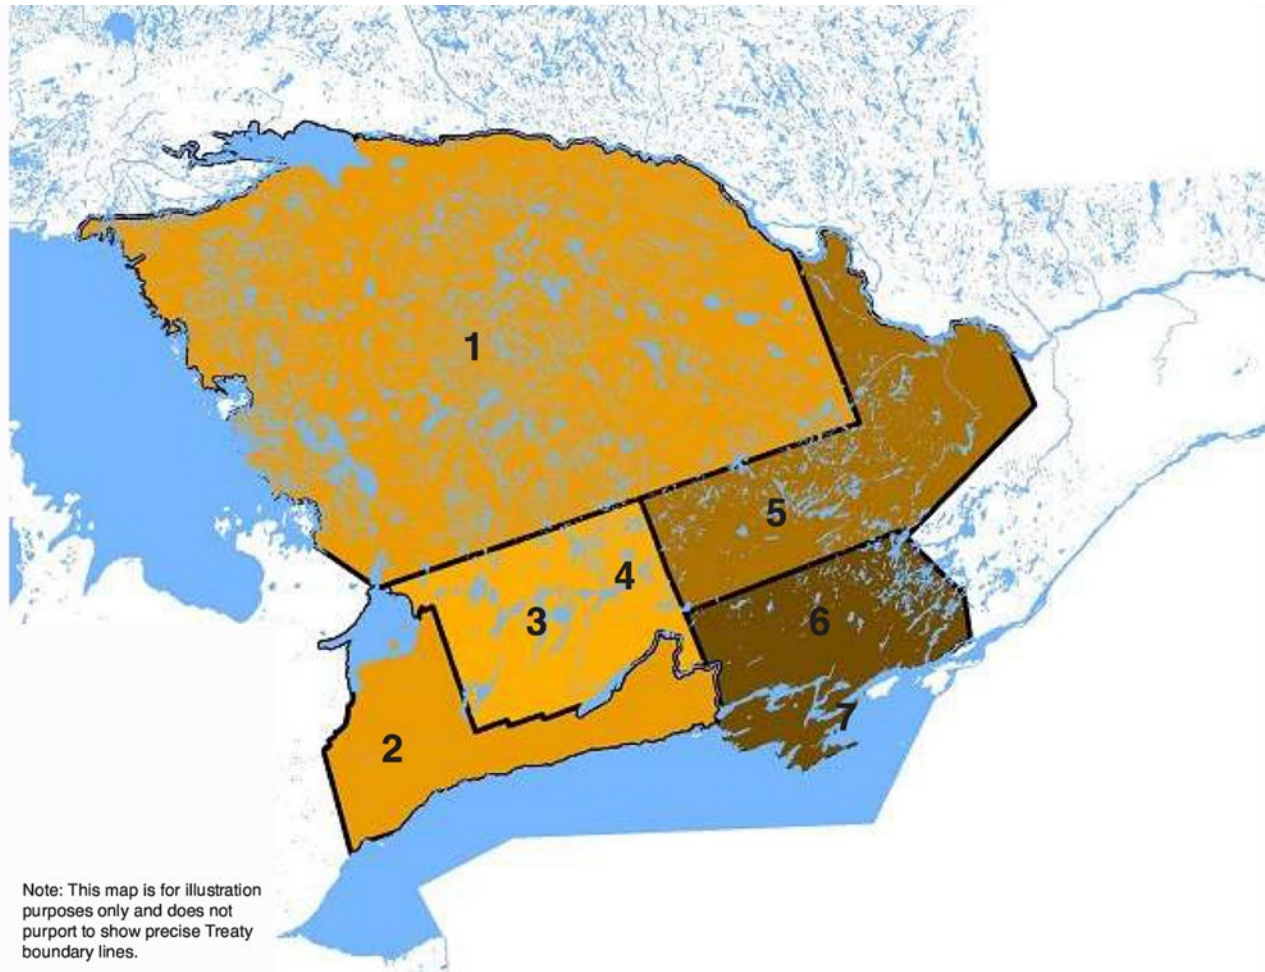 1
5
4
3
6
7
2
Note: This map is for illustration
purposes only and does not
purport to show precise Treaty
boundary lines.